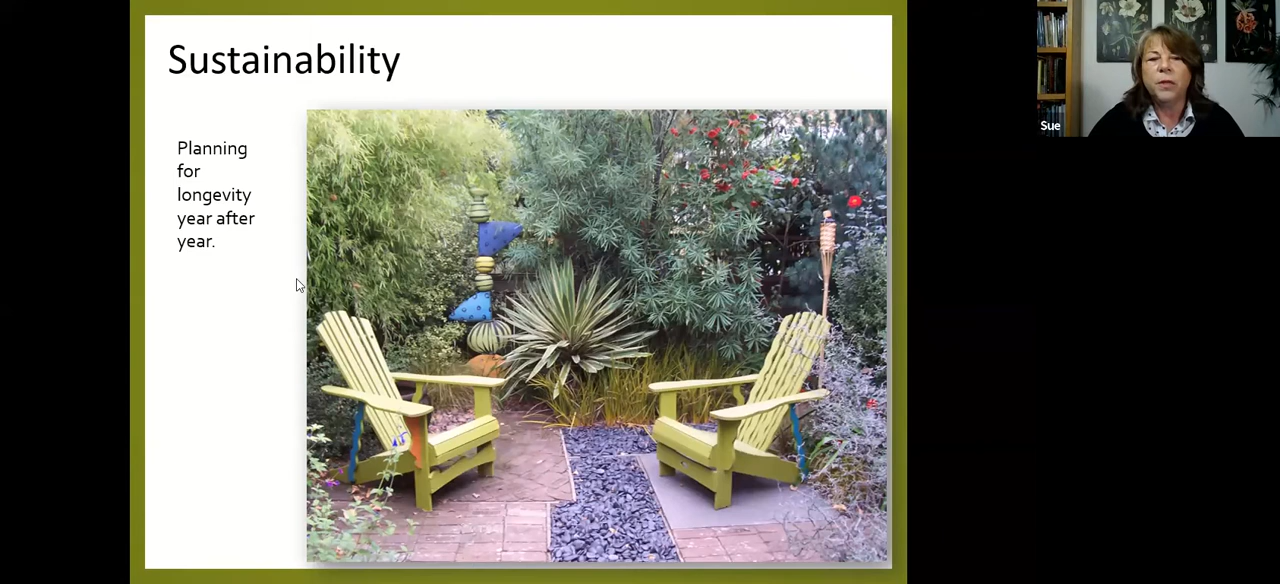 Sustainability
Planning
for
longevity
year after
year.
Sue